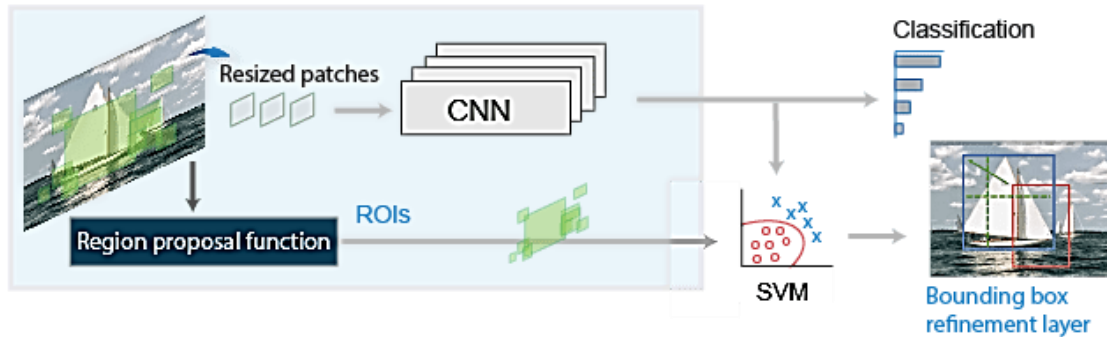 Classification
Resized patches
CNN
ROIs
Region proposal function
SVM
Bounding box
refinement layer